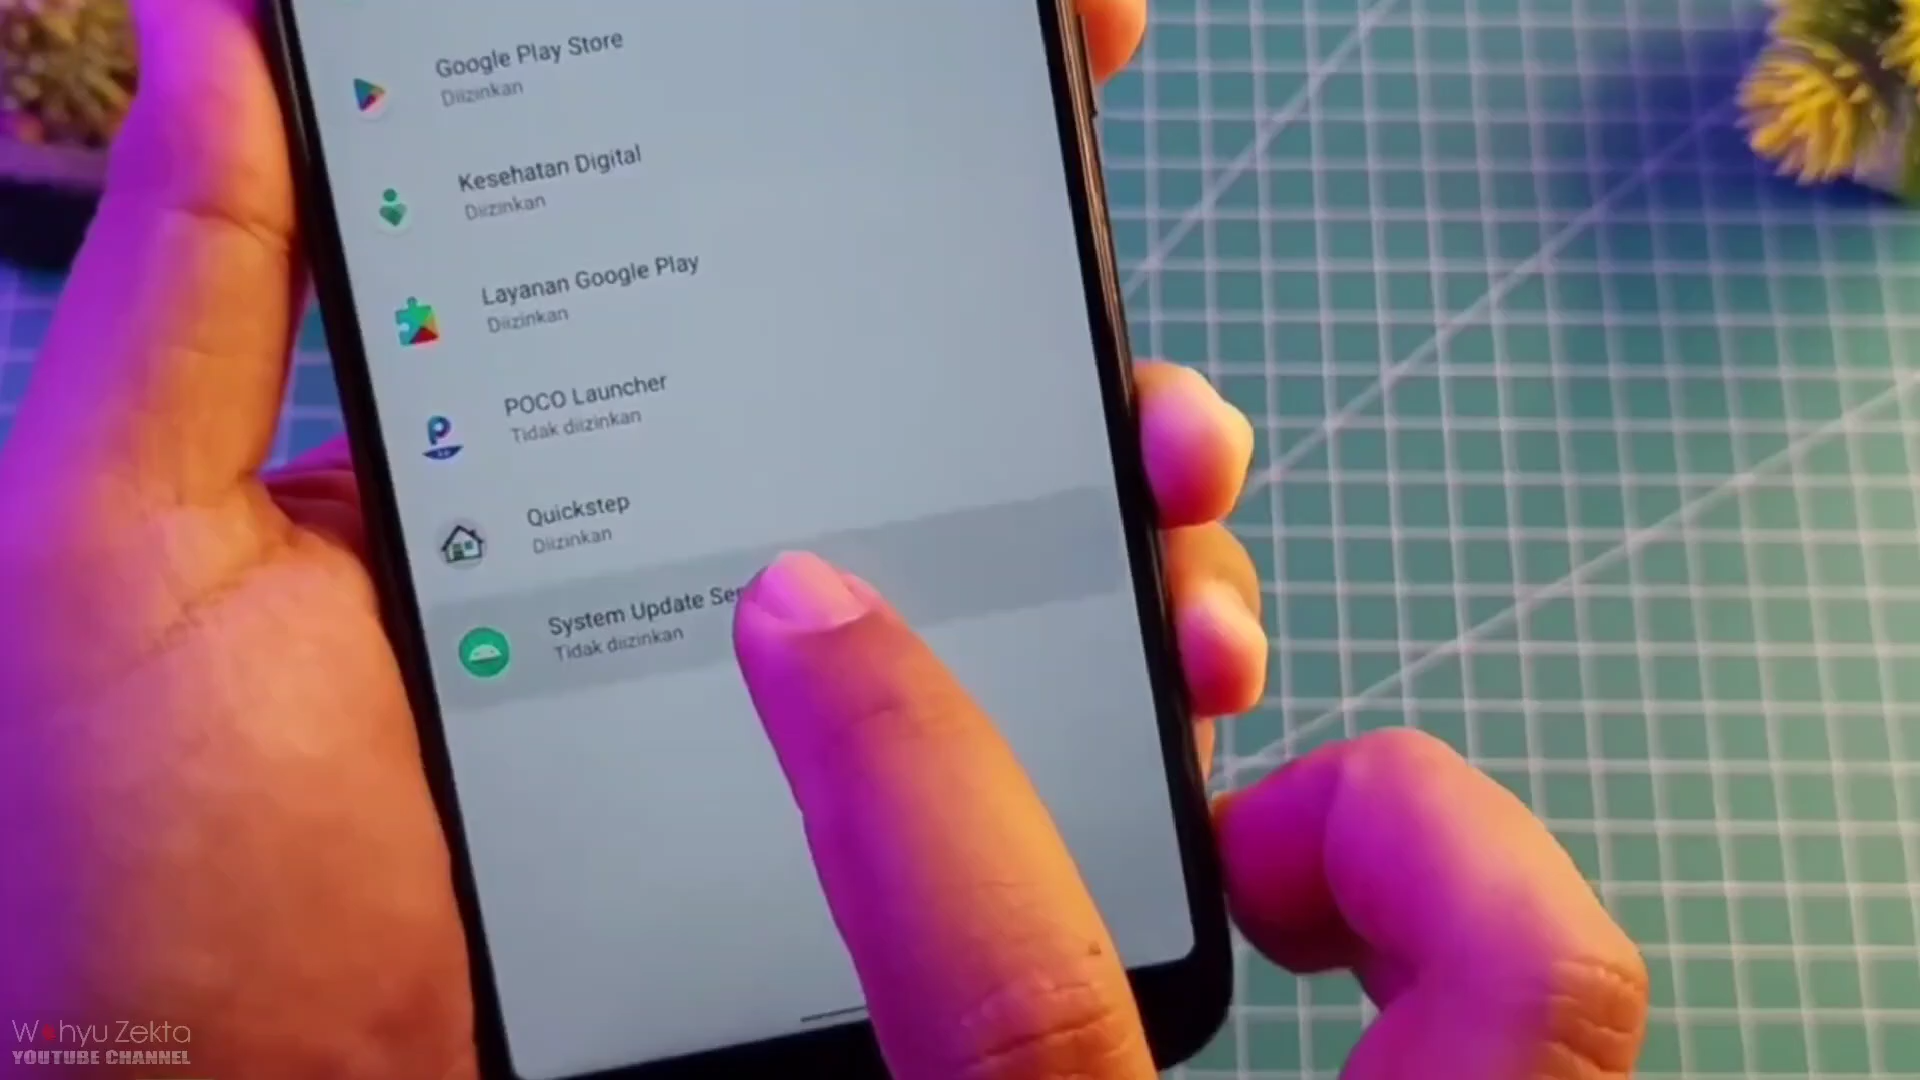 Google Play Store
Diizinkan
Kesehatan Digital
Diizinkan
Layanan Google Play
Diizinkan
POCO Launcher
Tidak diizinkan
Quickstep
Diizinkan
System Update
Tidak diizinkan
Wahyu Zekta
YOUTUBE CHANNEL